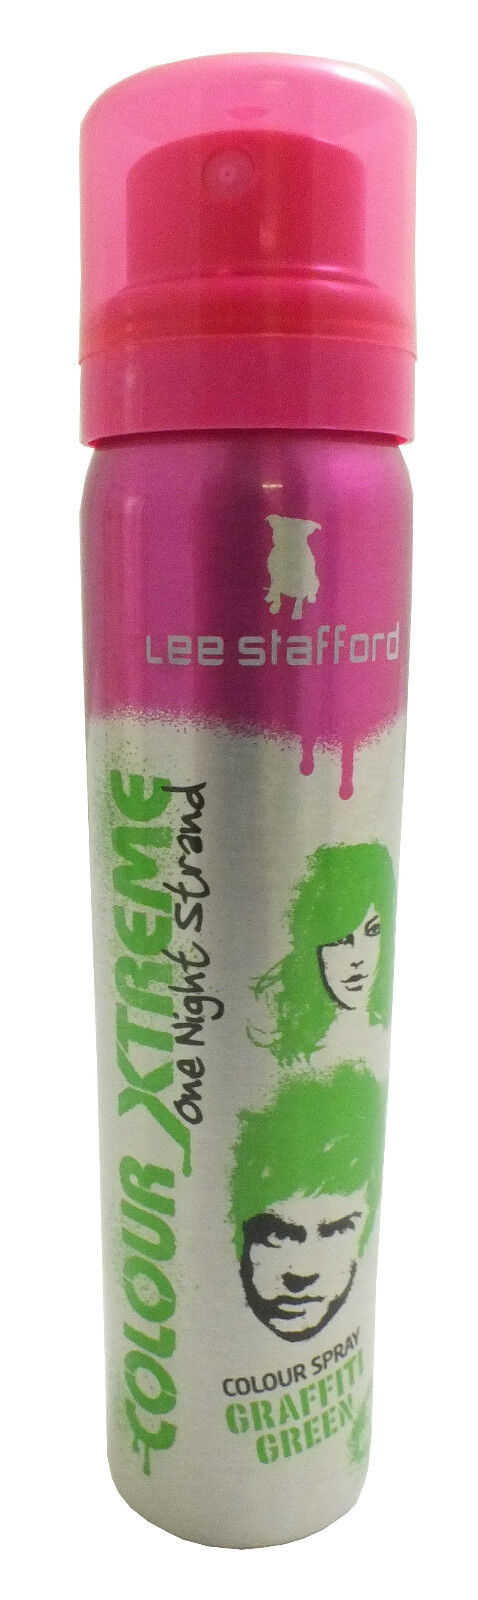 Lee Stafford
COLOUR XTREME
one Night Strand
COLOUR SPRAY
GRAFFITI
GREEN